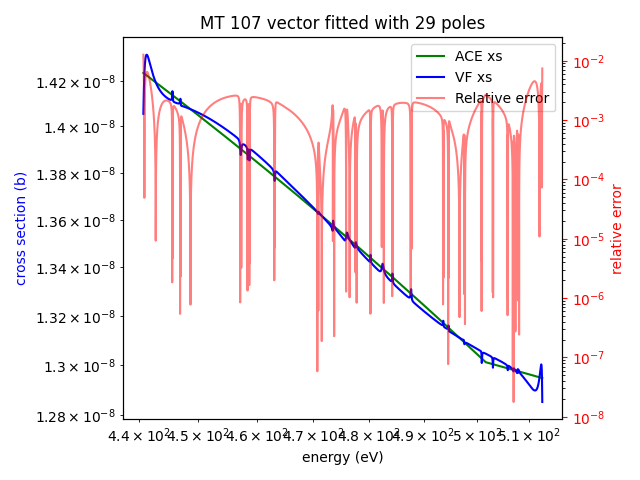 MT 107 vector fitted with 29 poles
ACE xs
VF xs
Relative error
cross section (b)
1.42 × 10⁻⁸
1.4 × 10⁻⁸
1.38 × 10⁻⁸
1.36 × 10⁻⁸
1.34 × 10⁻⁸
1.32 × 10⁻⁸
1.3 × 10⁻⁸
1.28 × 10⁻⁸
10⁻²
10⁻³
10⁻⁴
10⁻⁵
10⁻⁶
10⁻⁷
10⁻⁸
relative error
4.4 × 10² 4.5 × 10² 4.6 × 10² 4.7 × 10² 4.8 × 10² 4.9 × 10² 5 × 10² 5.1 × 10²
energy (eV)